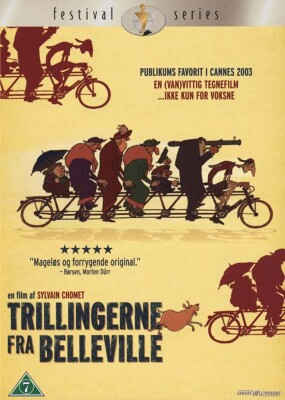 festival series
PUBLIKUMS FAVORIT I CANNES 2003
EN (VAN)VITTIG TEGNEFILM
...IKKE KUN FOR VOKSNE
★★★★★
"Mageløs og forrygende original."
– Børsen, Morten Dürr
en film af SYLVAIN CHOMET
TRILLINGERNE
FRA BELLEVILLE
7